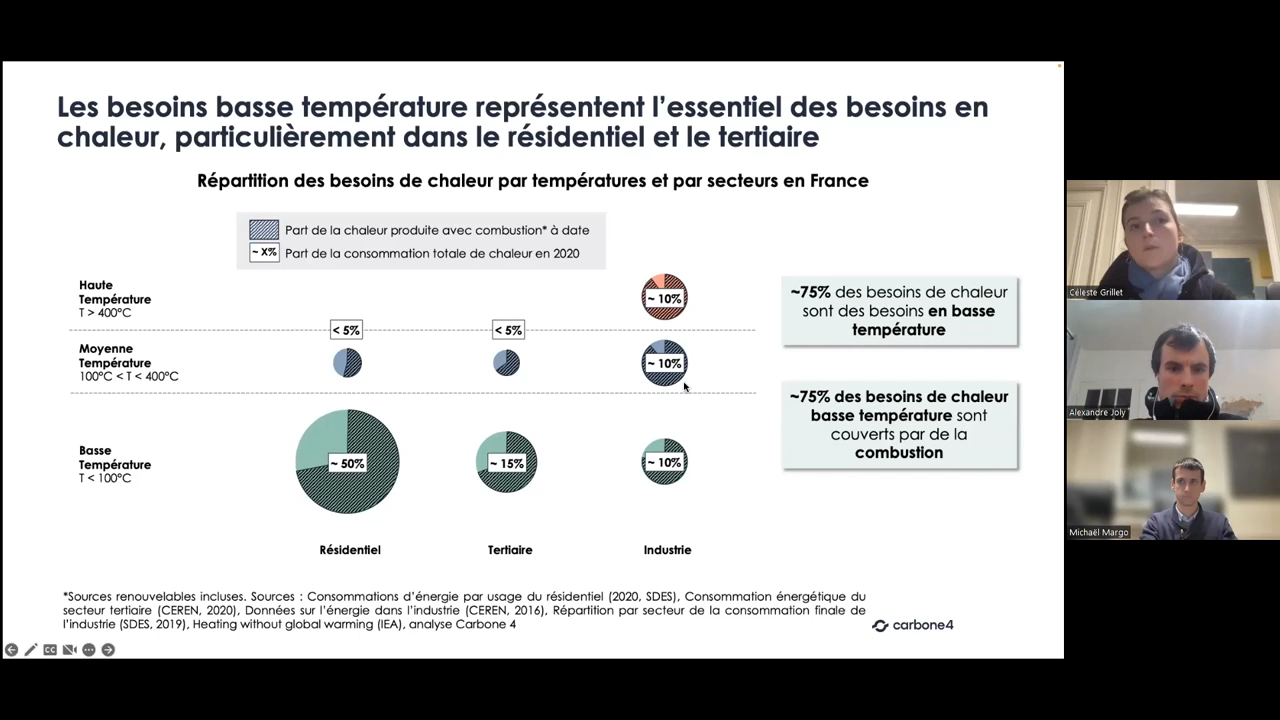 Les besoins basse température représentent l'essentiel des besoins en
chaleur, particulièrement dans le résidentiel et le tertiaire
Répartition des besoins de chaleur par températures et par secteurs en France
Part de la chaleur produite avec combustion* à date
~ X% Part de la consommation totale de chaleur en 2020
Haute
Température
T > 400°C
~ 10%
< 5%
< 5%
Moyenne
Température
100°C < T < 400°C
~ 10%
Basse
Température
T < 100°C
~ 50%
~ 15%
~ 10%
Résidentiel
Tertiaire
Industrie
~75% des besoins de chaleur
sont des besoins en basse
température
~75% des besoins de chaleur
basse température sont
couverts par de la
combustion
*Sources renouvelables incluses. Sources : Consommations d'énergie par usage du résidentiel (2020, SDES), Consommation énergétique du
secteur tertiaire (CEREN, 2020), Données sur l'énergie dans l'industrie (CEREN, 2016), Répartition par secteur de la consommation finale de
l'industrie (SDES, 2019), Heating without global warming (IEA), analyse Carbone 4
carbone4
CC
Céleste Grillet
Alexandre Joly
Michaël Margo